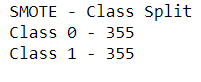 SMOTE - Class Split
Class 0 - 355
Class 1 - 355